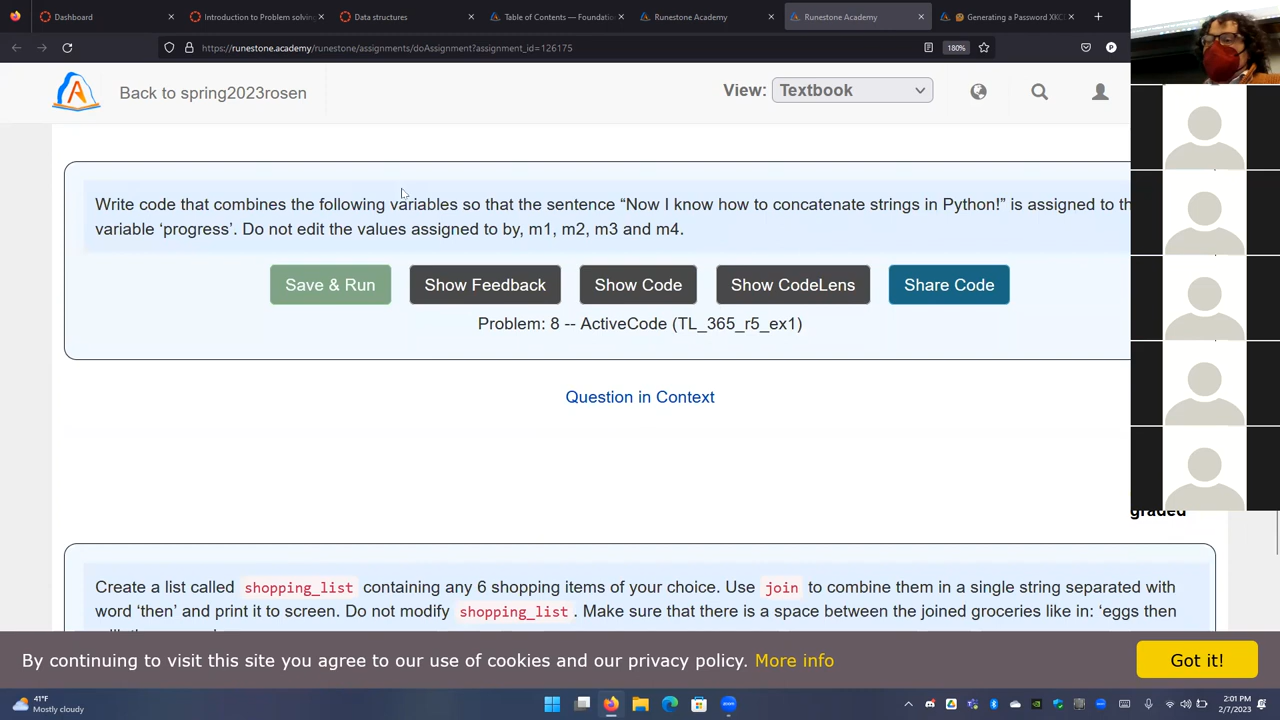 Dashboard
Introduction to Problem solving
Data structures
Table of Contents — Foundatio
Runestone Academy
Runestone Academy
Generating a Password XKC
https://runestone.academy/runestone/assignments/doAssignment?assignment_id=126175
180%
Back to spring2023rosen
View:
Textbook
Write code that combines the following variables so that the sentence “Now I know how to concatenate strings in Python!” is assigned to th
variable ‘progress’. Do not edit the values assigned to by, m1, m2, m3 and m4.
Save & Run
Show Feedback
Show Code
Show CodeLens
Share Code
Problem: 8 -- ActiveCode (TL_365_r5_ex1)
Question in Context
graded
Create a list called shopping_list containing any 6 shopping items of your choice. Use join to combine them in a single string separated with
word ‘then’ and print it to screen. Do not modify shopping_list. Make sure that there is a space between the joined groceries like in: ‘eggs then
By continuing to visit this site you agree to our use of cookies and our privacy policy. More info
Got it!
41°F
Mostly cloudy
2:01 PM
2/7/2023